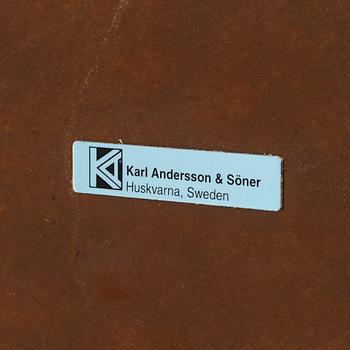 Karl Andersson & Söner
Huskvarna, Sweden